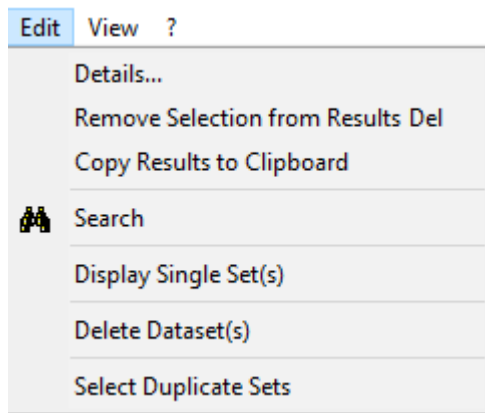 Edit View ?
Details...
Remove Selection from Results Del
Copy Results to Clipboard
Search
Display Single Set(s)
Delete Dataset(s)
Select Duplicate Sets